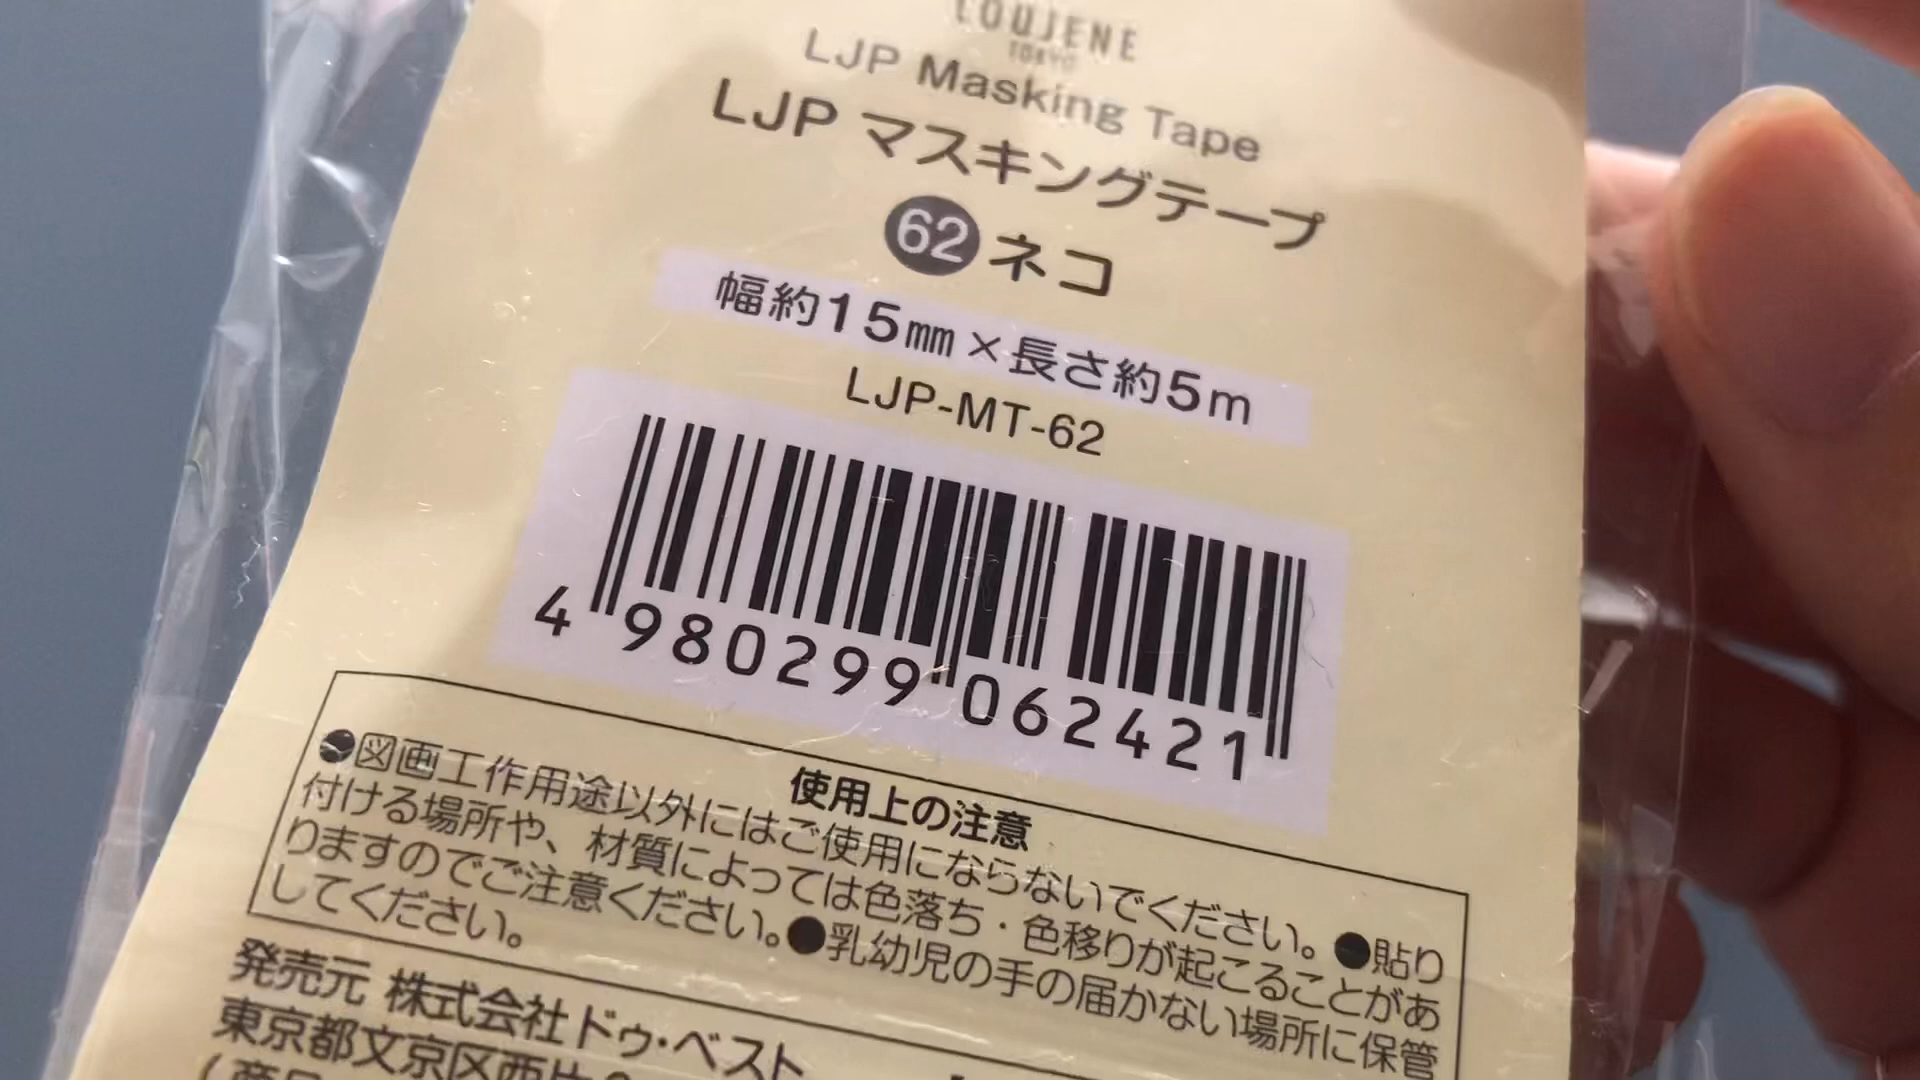 LOUJENE
TOKYO
LJP Masking Tape
LJP マスキングテープ
62 ネコ
幅約15㎜×長さ約5m
LJP-MT-62
4 980299 062421
使用上の注意
●図画工作用途以外にはご使用にならないでください。●貼り
付ける場所や、材質によっては色落ち・色移りが起こることがあ
りますのでご注意ください。●乳幼児の手の届かない場所に保管
してください。
発売元 株式会社ドゥ・ベスト
東京都文京区西片